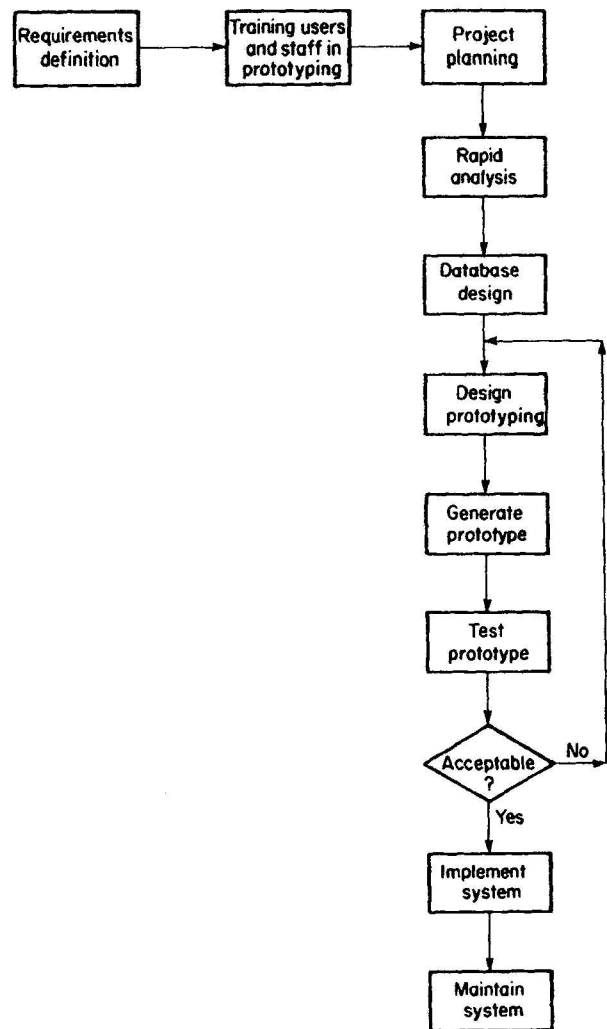 Requirements
definition
Training users
and staff in
prototyping
Project
planning
Rapid
analysis
Database
design
Design
prototyping
Generate
prototype
Test
prototype
Acceptable
?
No
Yes
Implement
system
Maintain
system